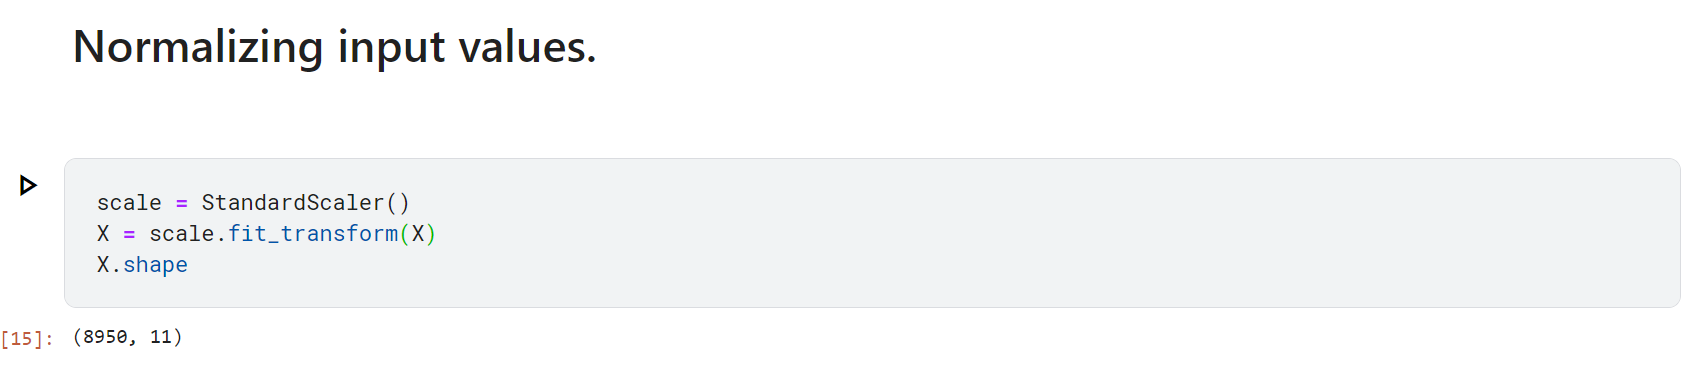 Normalizing input values.
scale = StandardScaler()
X = scale.fit_transform(X)
X.shape
[15]: (8950, 11)